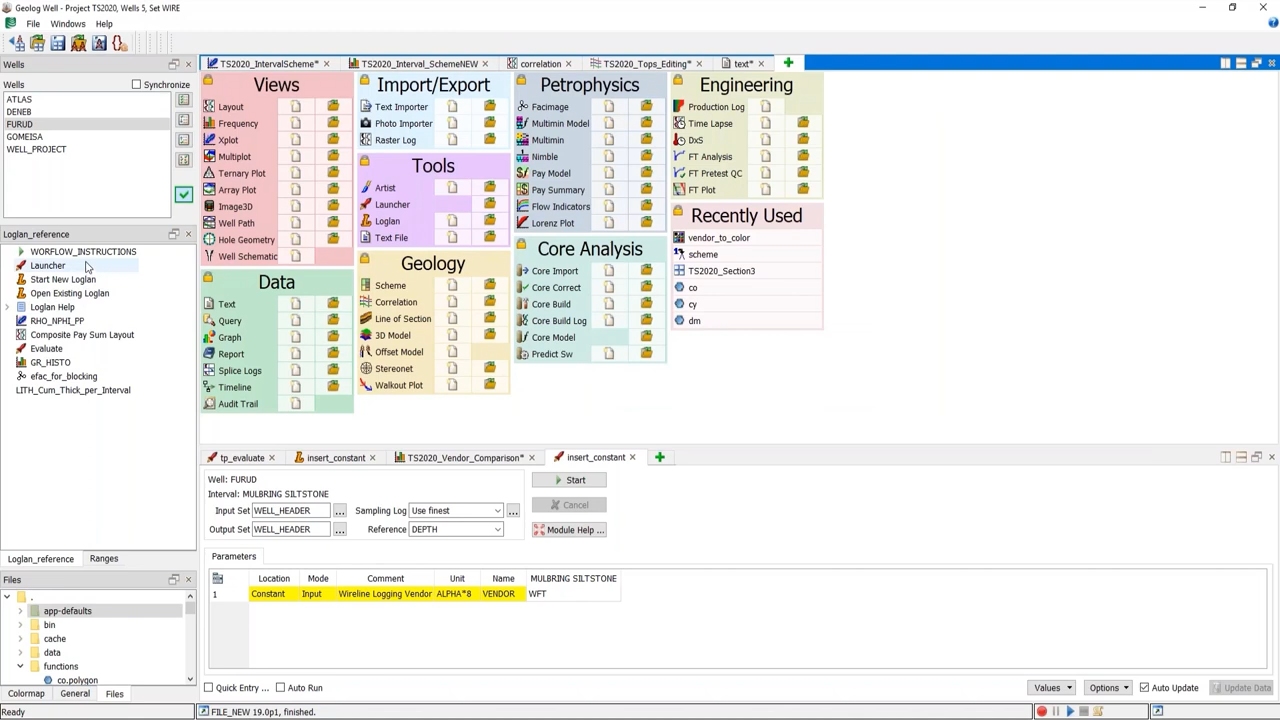 Geolog Well - Project TS2020, Wells 5, Set WIRE
File Windows Help
Wells
Wells
Synchronize
ATLAS
DENEB
FURUD
GOMEISA
WELL_PROJECT
Loglan_reference
WORFLOW_INSTRUCTIONS
Launcher
Start New Loglan
Open Existing Loglan
Loglan Help
RHO_NPHI_PP
Composite Pay Sum Layout
Evaluate
GR_HISTO
efac_for_blocking
LITH_Cum_Thick_per_Interval
Loglan_reference Ranges
Files
.
app-defaults
bin
cache
data
functions
co.polygon
Colormap General Files
TS2020_IntervalScheme* TS2020_Interval_SchemeNEW correlation TS2020_Tops_Editing* text*
Views
Layout
Frequency
Xplot
Multiplot
Ternary Plot
Array Plot
Image3D
Well Path
Hole Geometry
Well Schematic
Data
Text
Query
Graph
Report
Splice Logs
Timeline
Audit Trail
Import/Export
Text Importer
Photo Importer
Raster Log
Tools
Artist
Launcher
Loglan
Text File
Geology
Scheme
Correlation
Line of Section
3D Model
Offset Model
Stereonet
Walkout Plot
Petrophysics
Facimage
Multimin Model
Multimin
Nimble
Pay Model
Pay Summary
Flow Indicators
Lorenz Plot
Core Analysis
Core Import
Core Correct
Core Build
Core Build Log
Core Model
Predict Sw
Engineering
Production Log
Time Lapse
DxS
FT Analysis
FT Pretest QC
FT Plot
Recently Used
vendor_to_color
scheme
TS2020_Section3
co
cy
dm
tp_evaluate insert_constant TS2020_Vendor_Comparison* insert_constant
Well: FURUD
Interval: MULBRING SILTSTONE
Input Set WELL_HEADER ... Sampling Log Use finest ...
Output Set WELL_HEADER ... Reference DEPTH
Start
Cancel
Module Help ...
Parameters
Location Mode Comment Unit Name MULBRING SILTSTONE
1 Constant Input Wireline Logging Vendor ALPHA*8 VENDOR WFT
Quick Entry ... Auto Run Values Options Auto Update Update Data
Ready FILE_NEW 19.0p1, finished.